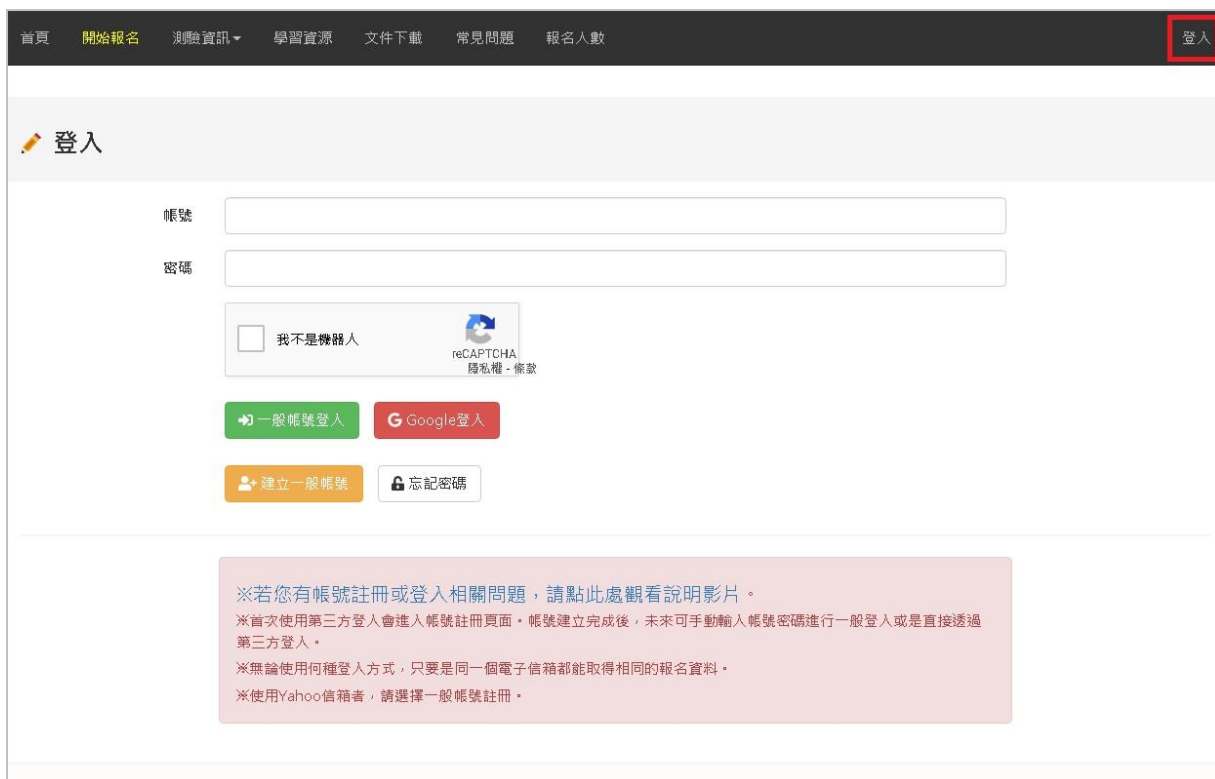 首頁 開始報名 測驗資訊 學習資源 文件下載 常見問題 報名人數 登入
登入
帳號
密碼
我不是機器人
reCAPTCHA
隱私權 - 條款
一般帳號登入 Google登入
建立一般帳號 忘記密碼
※若您有帳號註冊或登入相關問題，請點此處觀看說明影片。
※首次使用第三方登入會進入帳號註冊頁面。帳號建立完成後，未來可手動輸入帳號密碼進行一般登入或是直接透過
第三方登入。
※無論使用何種登入方式，只要是同一個電子信箱都能取得相同的報名資料。
※使用Yahoo信箱者，請選擇一般帳號註冊。